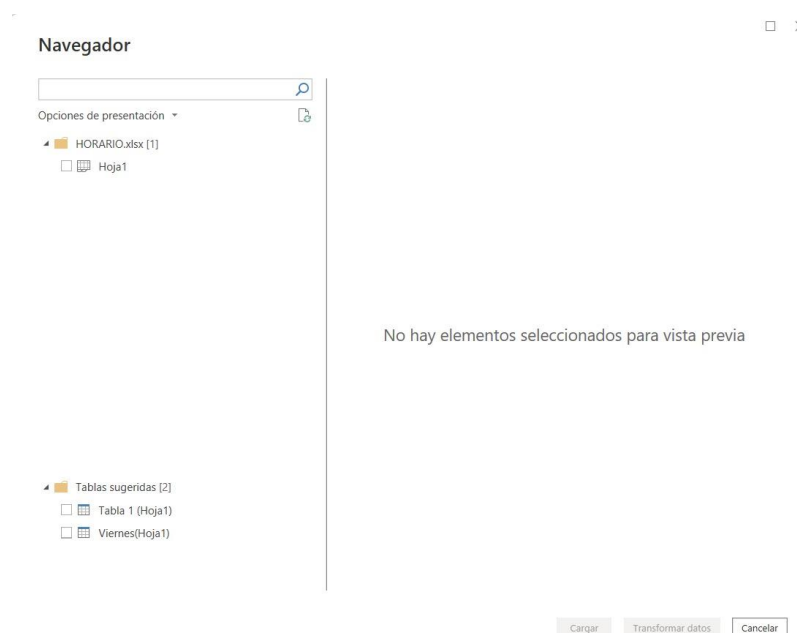 Navegador
Opciones de presentación
HORARIO.xlsx [1]
Hoja1
No hay elementos seleccionados para vista previa
Tablas sugeridas [2]
Tabla 1 (Hoja1)
Viernes(Hoja1)
Cargar
Transformar datos
Cancelar